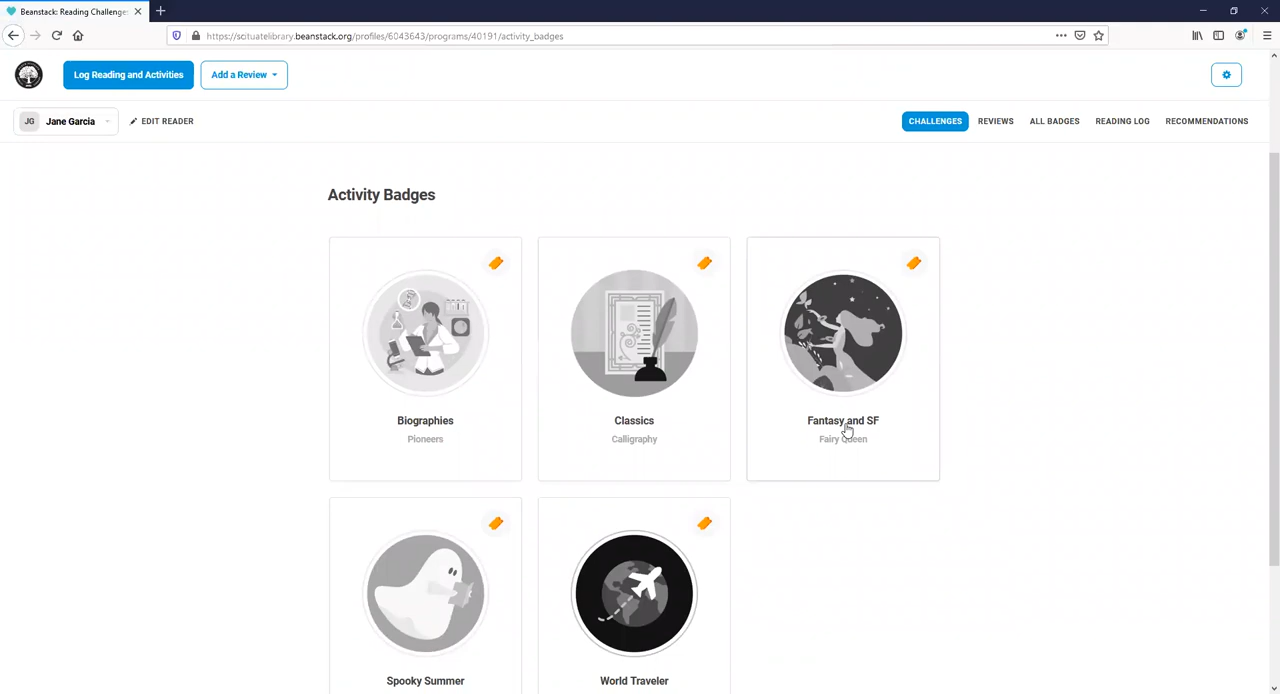 Beanstack: Reading Challenges
https://scituatelibrary.beanstack.org/profiles/6043643/programs/40191/activity_badges
Log Reading and Activities
Add a Review
JG Jane Garcia
EDIT READER
CHALLENGES
REVIEWS
ALL BADGES
READING LOG
RECOMMENDATIONS
Activity Badges
Biographies
Pioneers
Classics
Calligraphy
Fantasy and SF
Fairy Queen
Spooky Summer
World Traveler